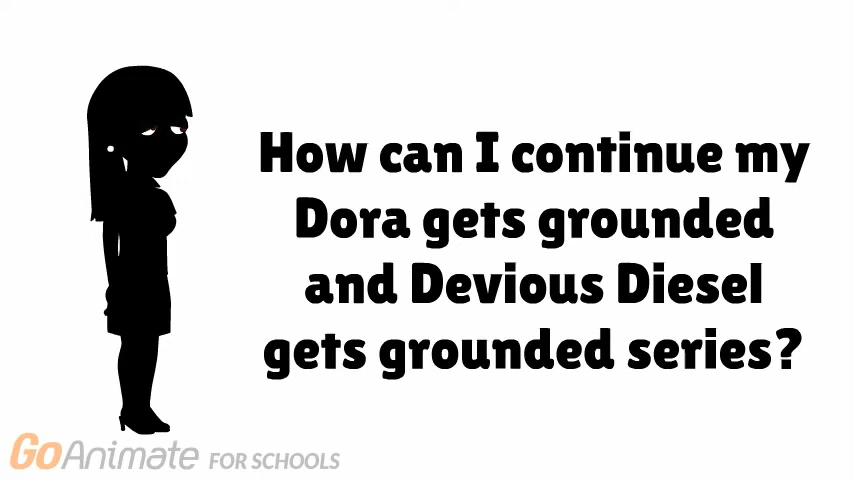 How can I continue my
Dora gets grounded
and Devious Diesel
gets grounded series?
GoAnimate FOR SCHOOLS